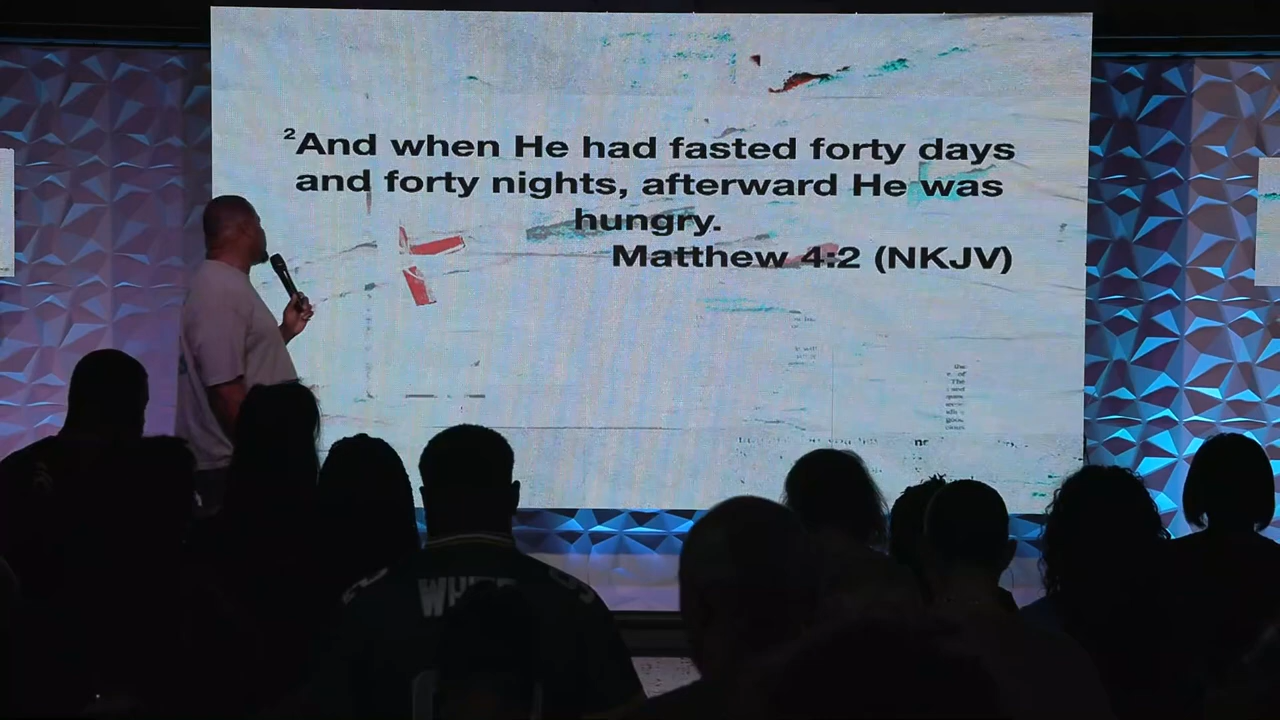 ²And when He had fasted forty days
and forty nights, afterward He was
hungry.
Matthew 4:2 (NKJV)